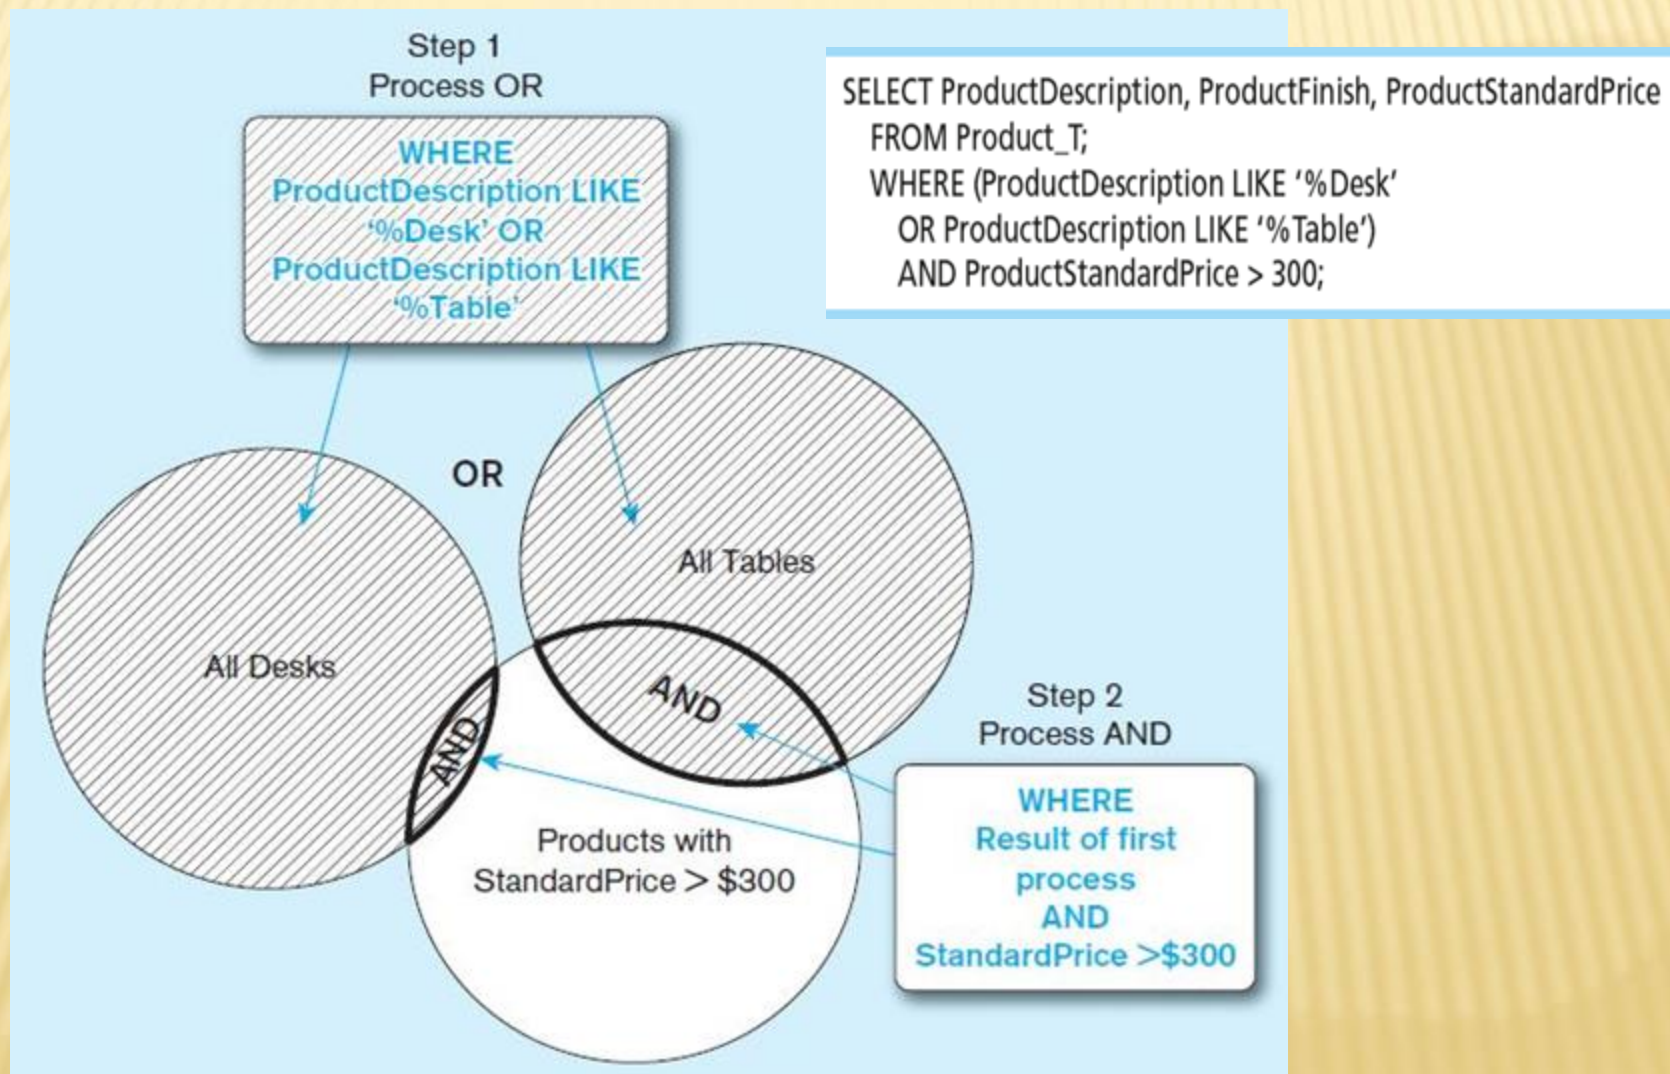 Step 1
Process OR
WHERE
ProductDescription LIKE
‘%Desk’ OR
ProductDescription LIKE
‘%Table’
SELECT ProductDescription, ProductFinish, ProductStandardPrice
FROM Product_T;
WHERE (ProductDescription LIKE ‘%Desk’
OR ProductDescription LIKE ‘%Table’)
AND ProductStandardPrice > 300;
OR
All Tables
All Desks
AND
AND
Step 2
Process AND
WHERE
Result of first
process
AND
StandardPrice >$300
Products with
StandardPrice > $300